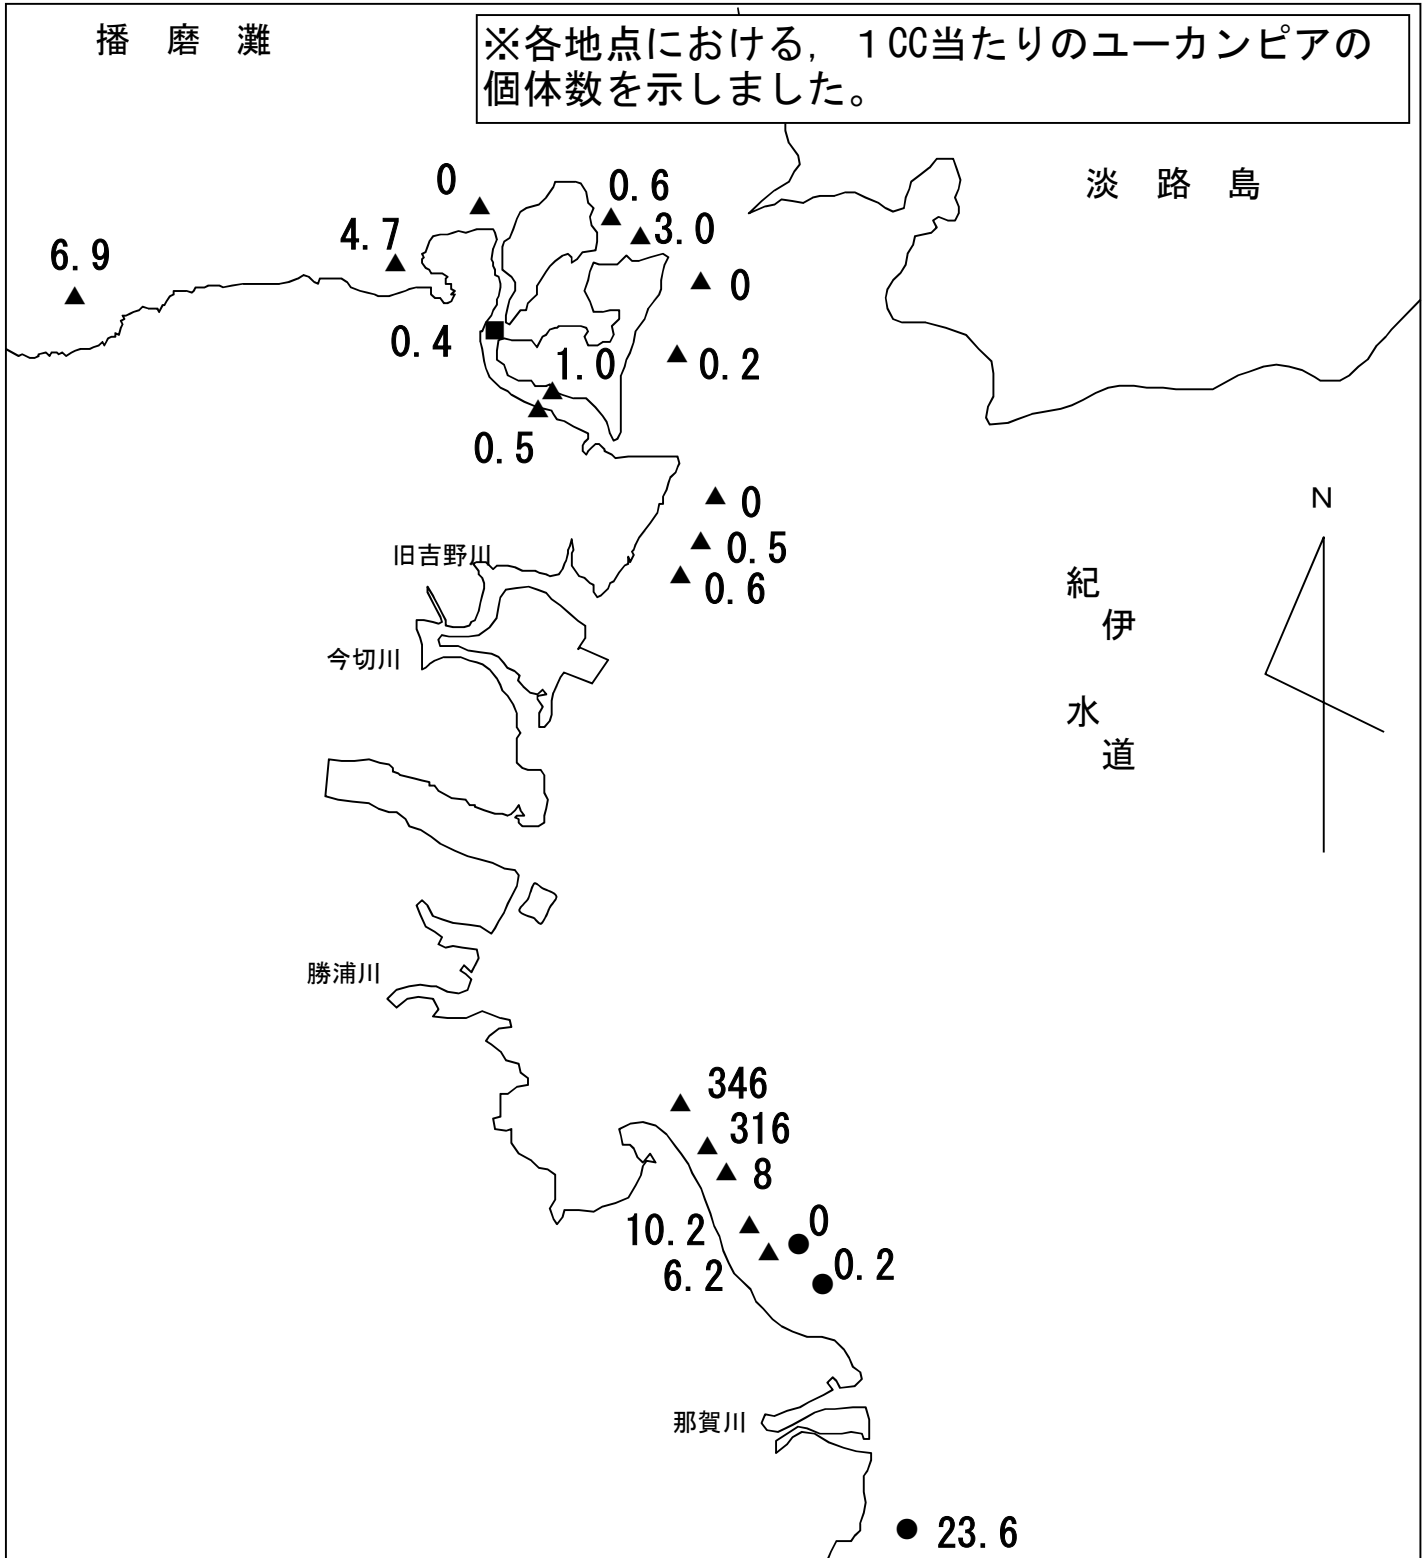 播 磨 灘
※各地点における, １CC当たりのユーカンピアの
個体数を示しました。
淡 路 島
0
0.6
3.0
4.7
6.9
0
0.4
1.0
0.2
0.5
0
N
0.5
旧吉野川
0.6
紀
伊
今切川
水
道
勝浦川
346
316
8
10.2
0
6.2
0.2
那賀川
23.6